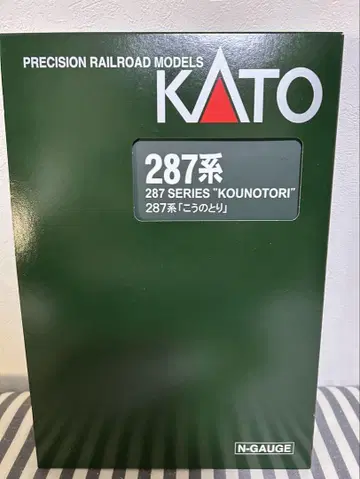 PRECISION RAILROAD MODELS
KATO
287系
287 SERIES "KOUNOTORI"
287系「こうのとり」
N-GAUGE